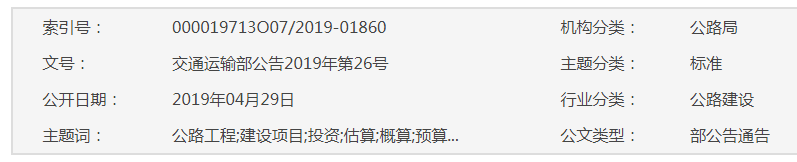 索引号： 000019713O07/2019-01860 机构分类： 公路局
文号： 交通运输部公告2019年第26号 主题分类： 标准
公开日期： 2019年04月29日 行业分类： 公路建设
主题词： 公路工程;建设项目;投资;估算;概算;预算... 公文类型： 部公告通告